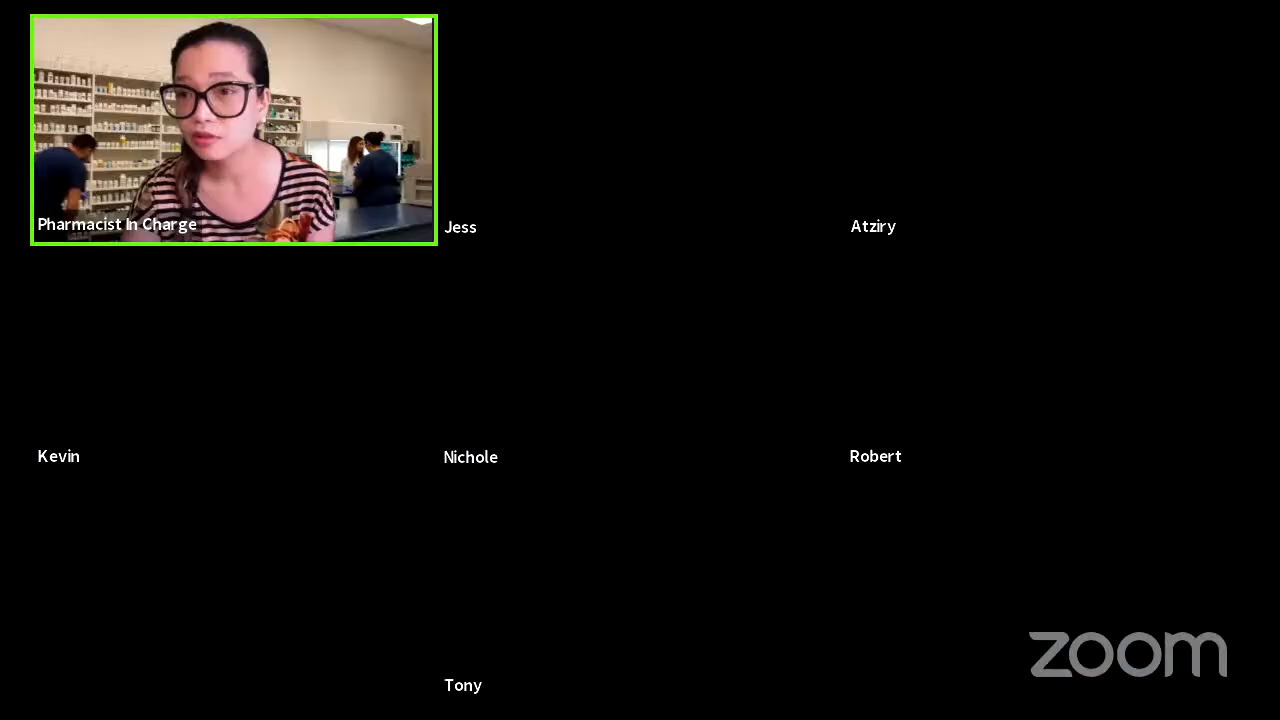 Pharmacist In Charge
Jess
Atziry
Kevin
Nichole
Robert
Tony
zoom